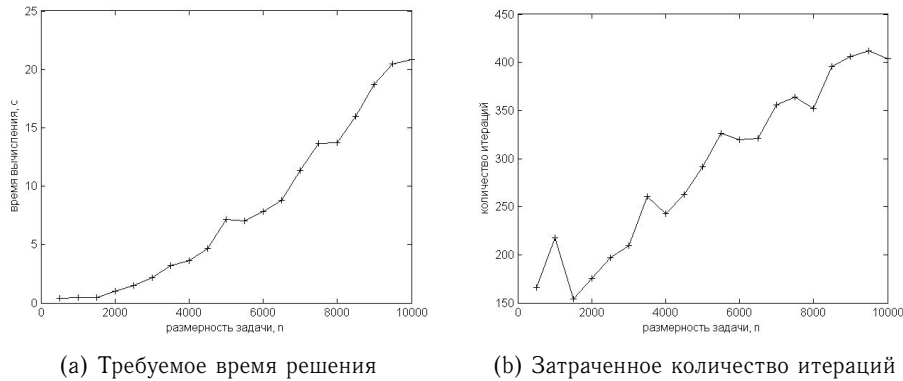 25
20
15
10
5
0
время вычисления, с
0 2000 4000 6000 8000 10000
размерность задачи, n
(a) Требуемое время решения
450
400
350
300
250
200
150
количество итераций
0 2000 4000 6000 8000 10000
размерность задачи, n
(b) Затраченное количество итераций